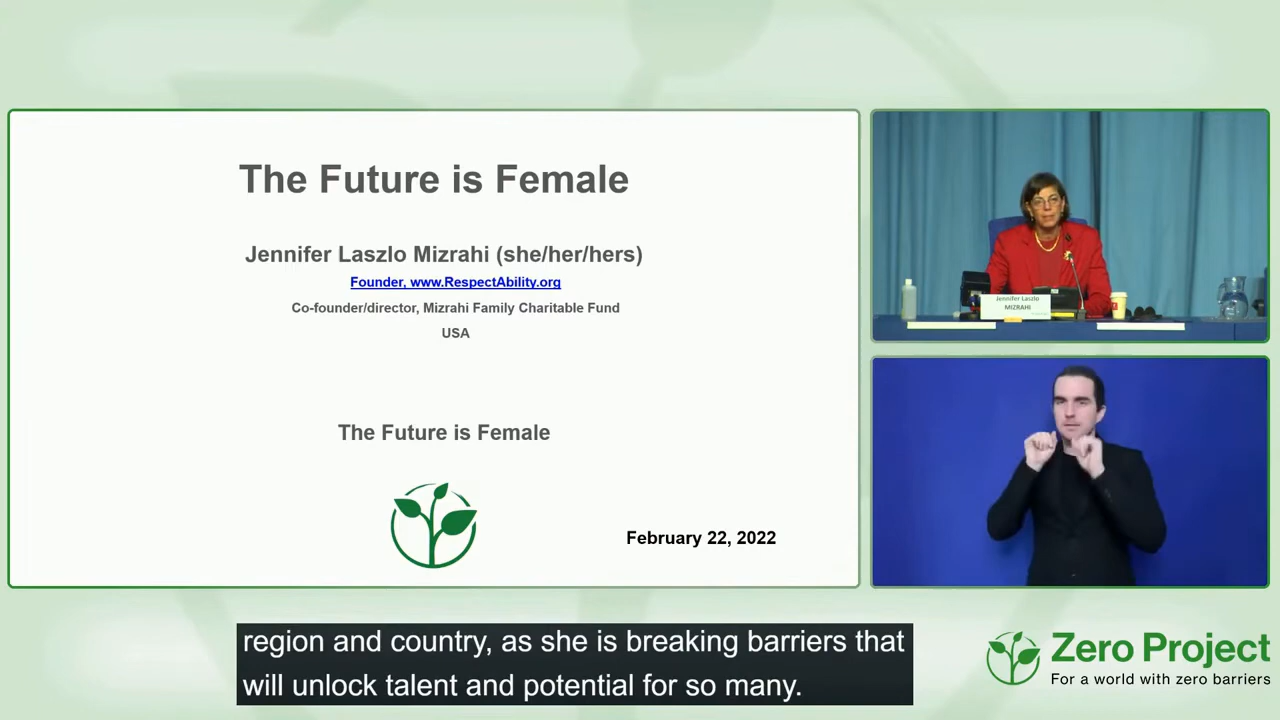 The Future is Female
Jennifer Laszlo Mizrahi (she/her/hers)
Founder, www.RespectAbility.org
Co-founder/director, Mizrahi Family Charitable Fund
USA
The Future is Female
February 22, 2022
Jennifer Laszlo
MIZRAHI
region and country, as she is breaking barriers that
will unlock talent and potential for so many.
Zero Project
For a world with zero barriers